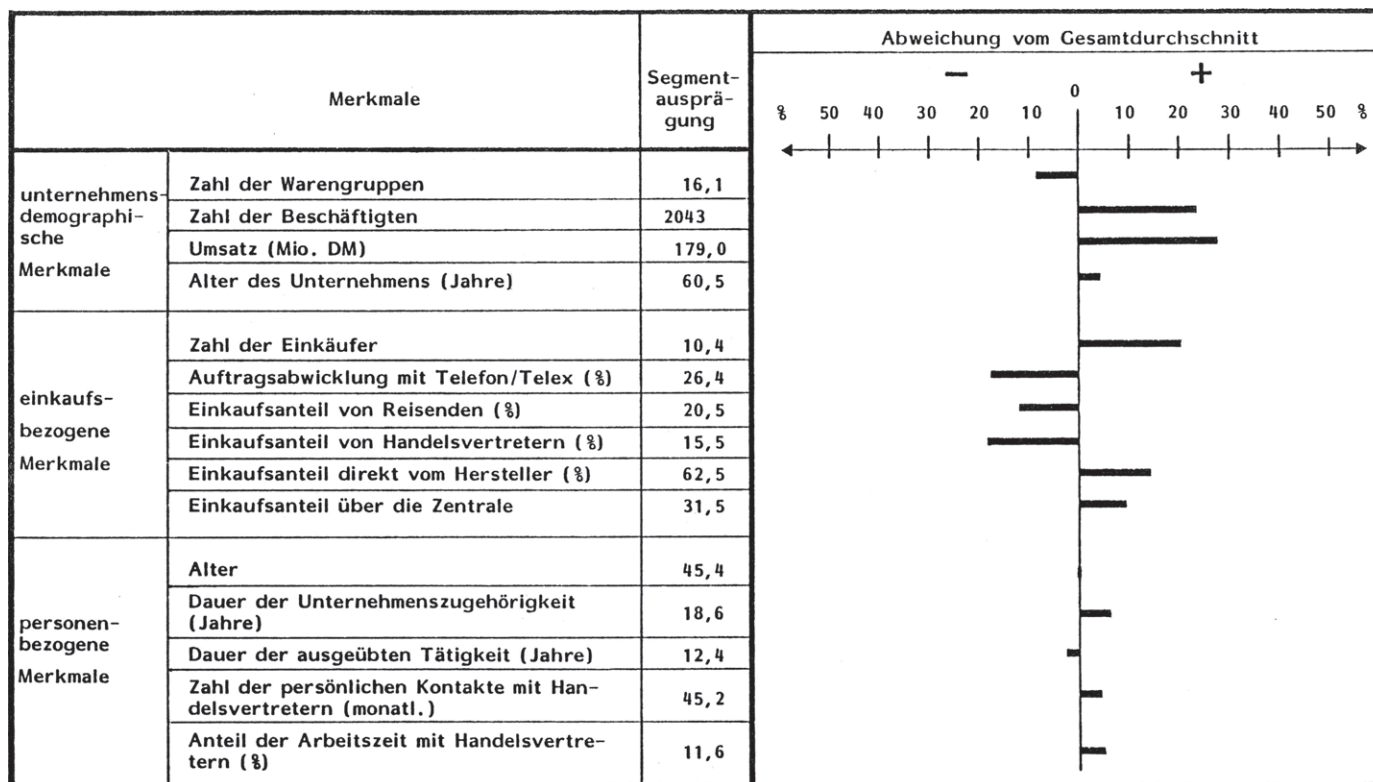 Merkmale
Segment-
ausprä-
gung
Abweichung vom Gesamtdurchschnitt
− +
0
% 50 40 30 20 10 10 20 30 40 50 %
unternehmens-
demographi-
sche
Merkmale
Zahl der Warengruppen 16,1
Zahl der Beschäftigten 2043
Umsatz (Mio. DM) 179,0
Alter des Unternehmens (Jahre) 60,5
einkaufs-
bezogene
Merkmale
Zahl der Einkäufer 10,4
Auftragsabwicklung mit Telefon/Telex (%) 26,4
Einkaufsanteil von Reisenden (%) 20,5
Einkaufsanteil von Handelsvertretern (%) 15,5
Einkaufsanteil direkt vom Hersteller (%) 62,5
Einkaufsanteil über die Zentrale 31,5
personen-
bezogene
Merkmale
Alter 45,4
Dauer der Unternehmenszugehörigkeit
(Jahre) 18,6
Dauer der ausgeübten Tätigkeit (Jahre) 12,4
Zahl der persönlichen Kontakte mit Han-
delsvertretern (monatl.) 45,2
Anteil der Arbeitszeit mit Handelsvertre-
tern (%) 11,6